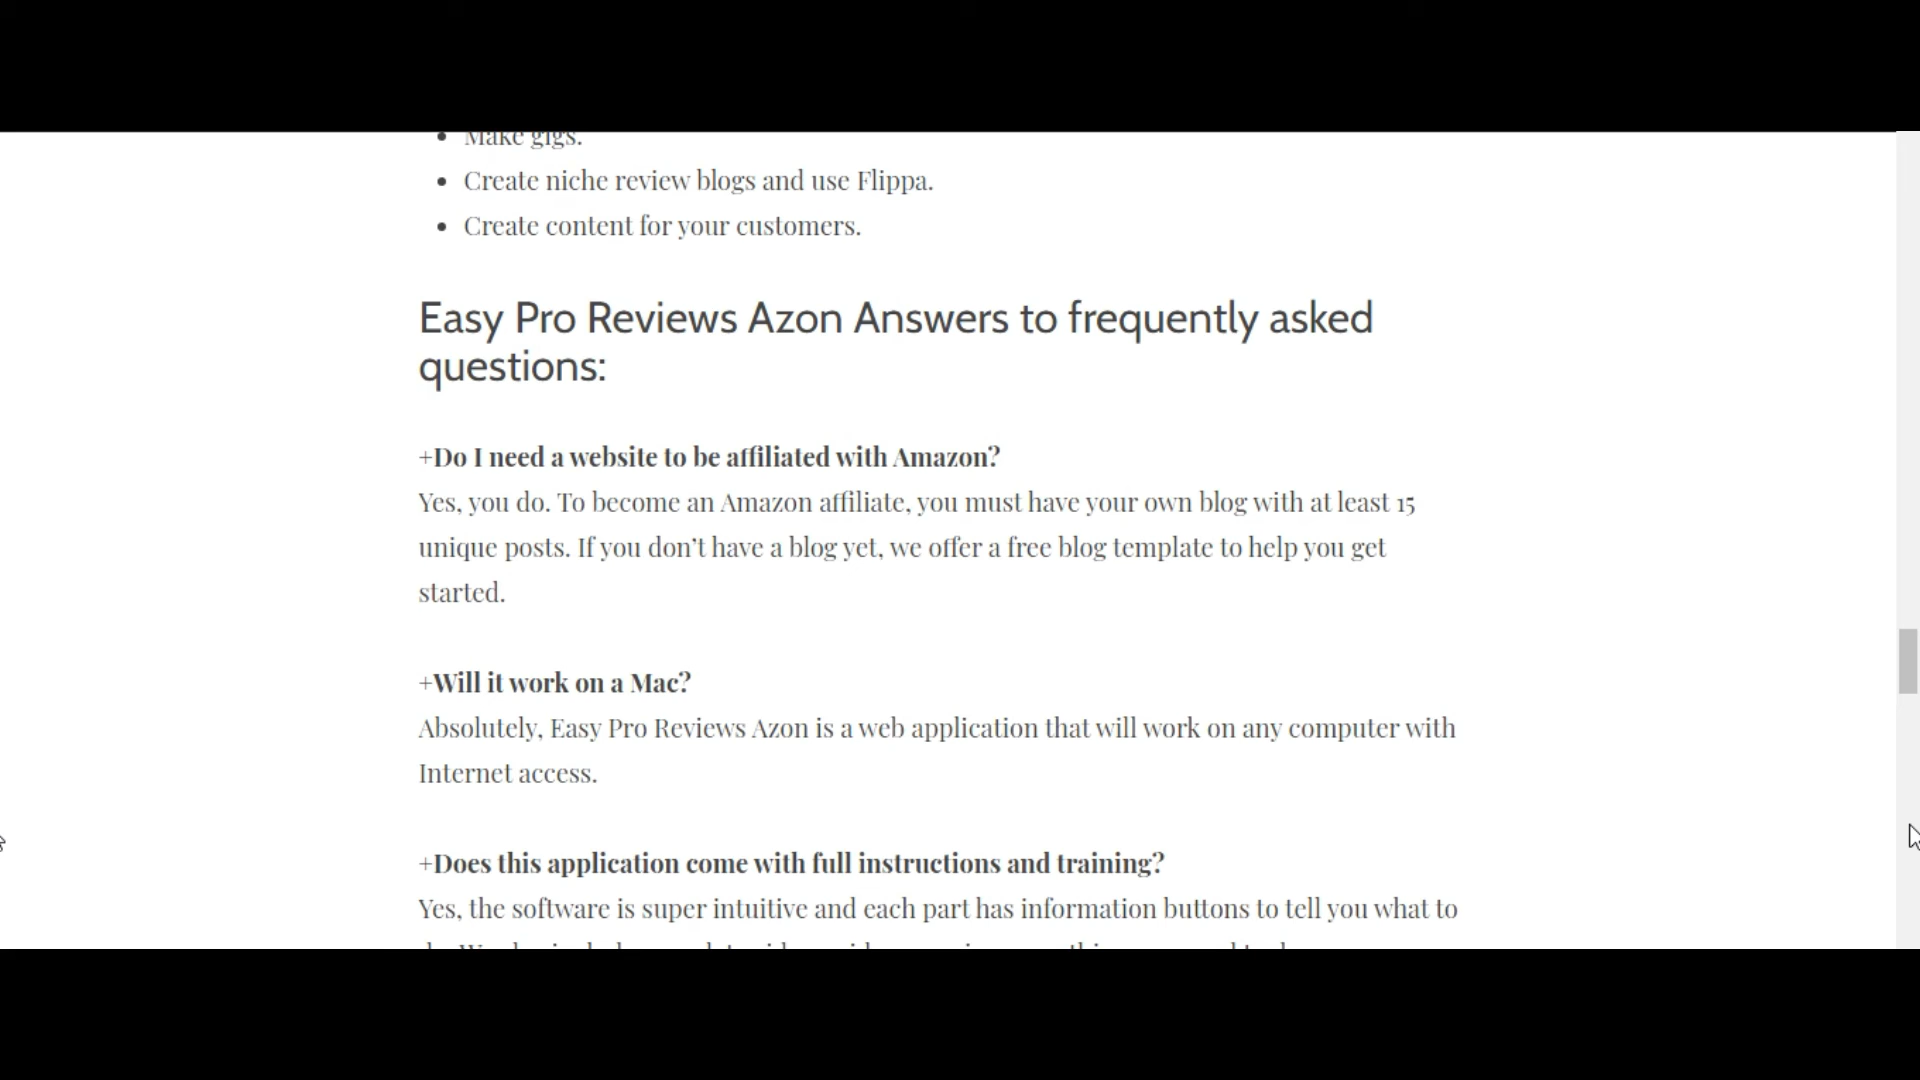 Make gigs.
Create niche review blogs and use Flippa.
Create content for your customers.
Easy Pro Reviews Azon Answers to frequently asked
questions:
+Do I need a website to be affiliated with Amazon?
Yes, you do. To become an Amazon affiliate, you must have your own blog with at least 15
unique posts. If you don’t have a blog yet, we offer a free blog template to help you get
started.
+Will it work on a Mac?
Absolutely, Easy Pro Reviews Azon is a web application that will work on any computer with
Internet access.
+Does this application come with full instructions and training?
Yes, the software is super intuitive and each part has information buttons to tell you what to